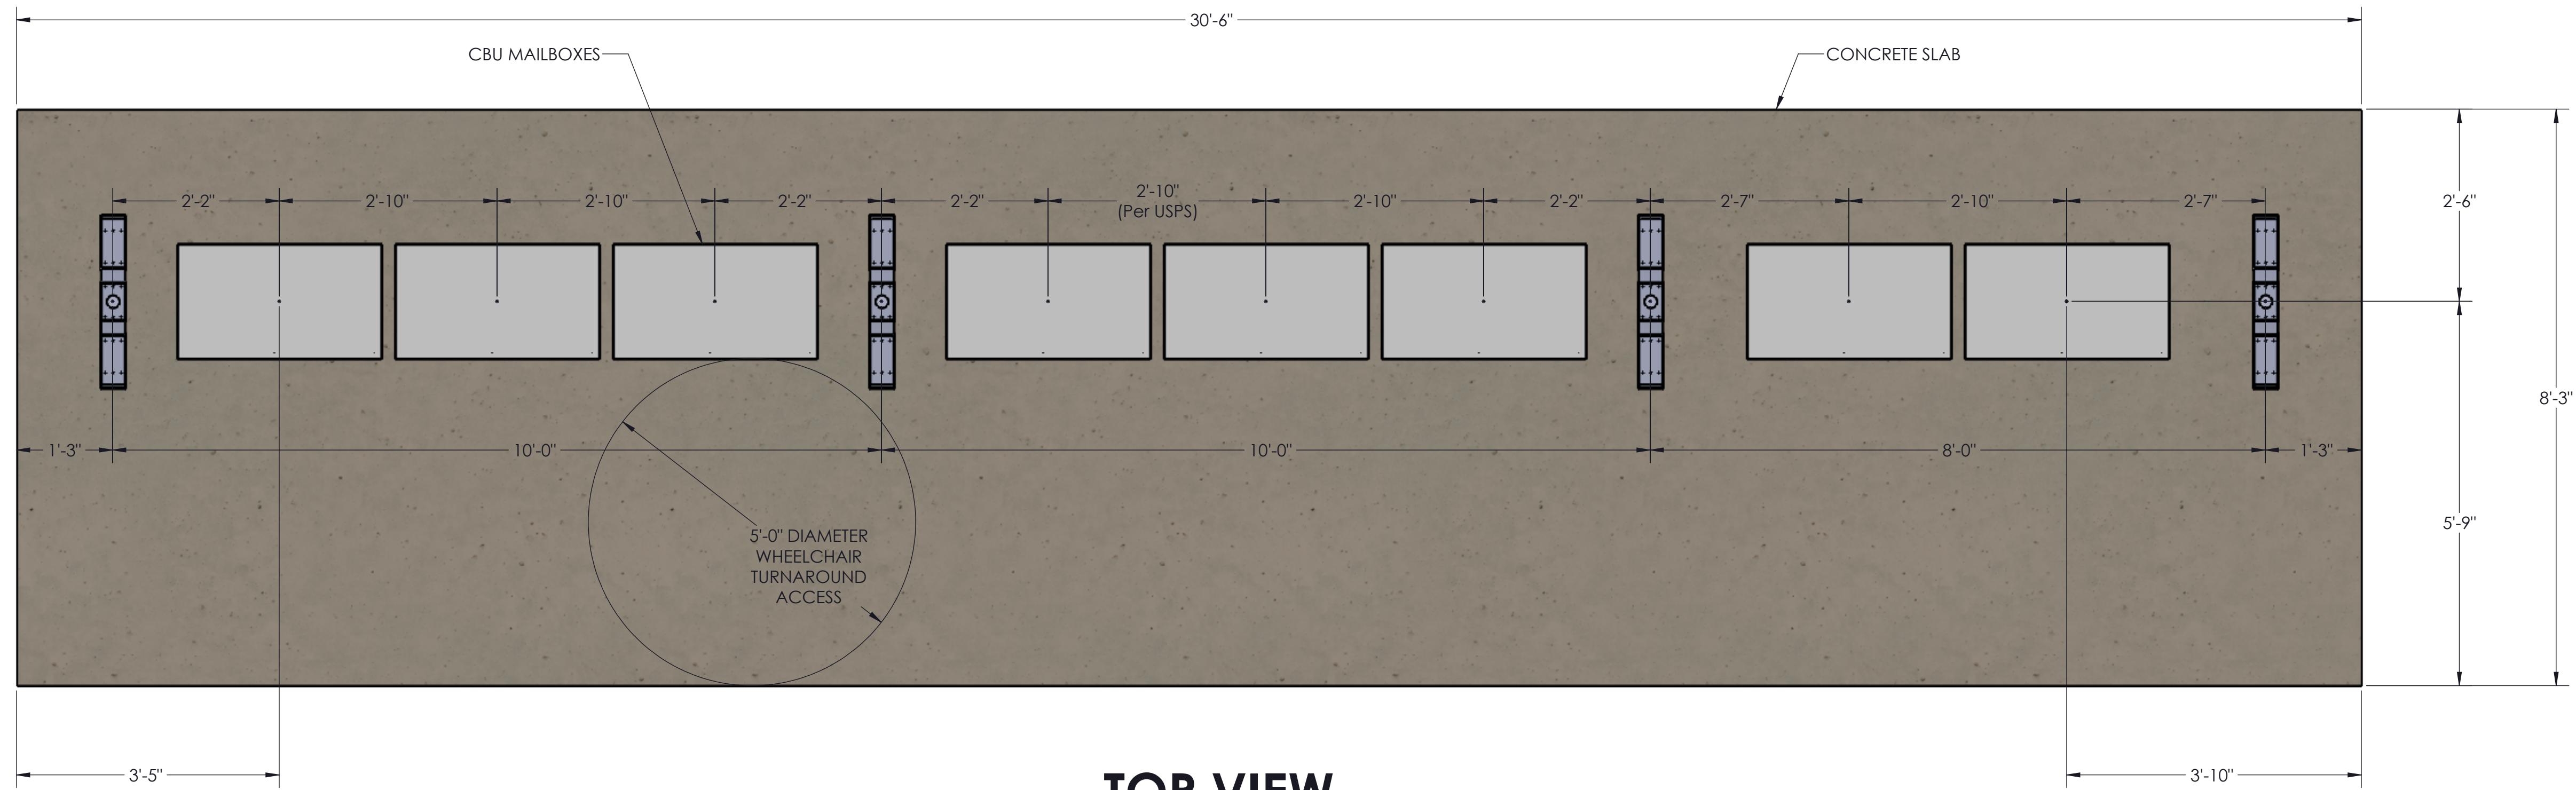 30'-6"
CBU MAILBOXES
CONCRETE SLAB
2'-2"
2'-10"
2'-10"
2'-2"
2'-2"
2'-10"
(Per USPS)
2'-10"
2'-2"
2'-7"
2'-10"
2'-7"
2'-6"
8'-3"
1'-3"
10'-0"
10'-0"
8'-0"
1'-3"
5'-9"
5'-0" DIAMETER
WHEELCHAIR
TURNAROUND
ACCESS
3'-5"
3'-10"
TOP VIEW